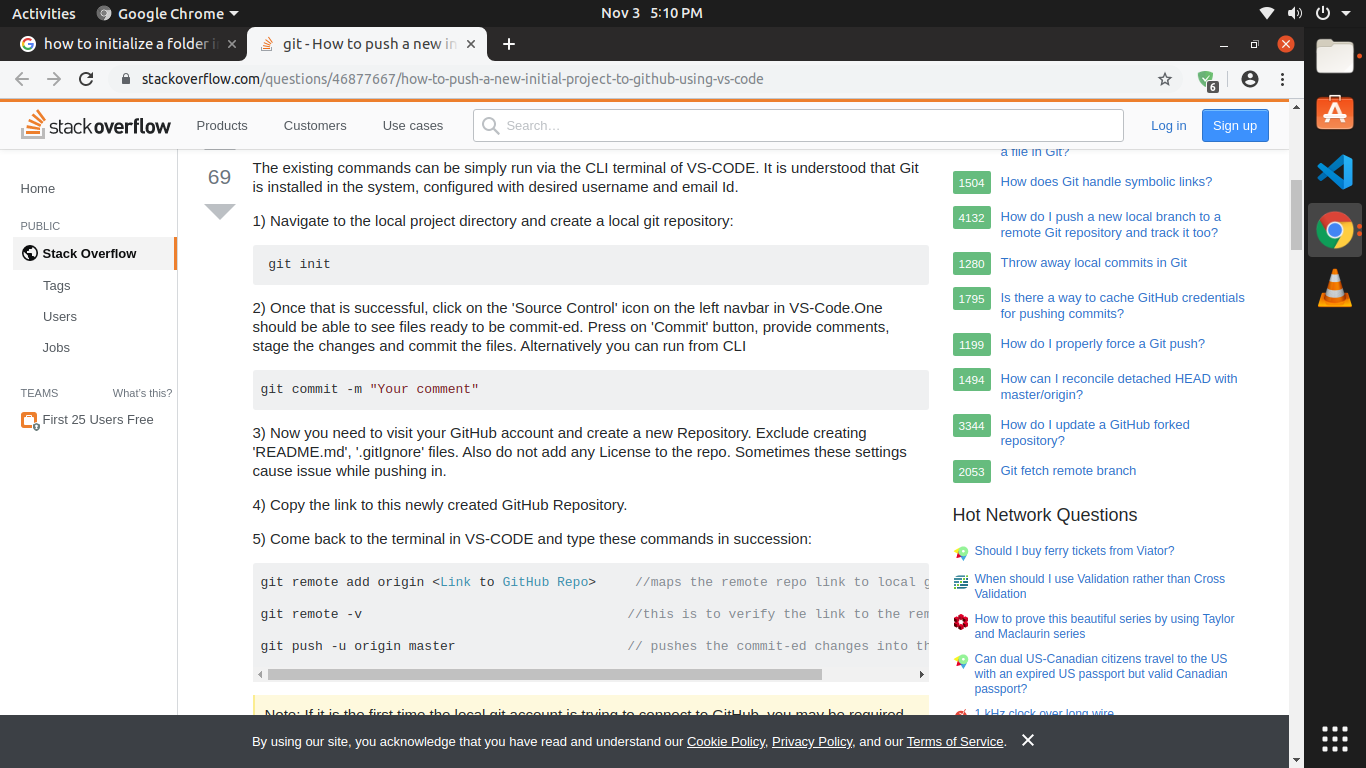 Activities
Google Chrome
Nov 3 5:10 PM
how to initialize a folder i
git - How to push a new in
stackoverflow.com/questions/46877667/how-to-push-a-new-initial-project-to-github-using-vs-code
6
stackoverflow
Products
Customers
Use cases
Search…
Log in
Sign up
Home
PUBLIC
Stack Overflow
Tags
Users
Jobs
TEAMS
What's this?
First 25 Users Free
69
The existing commands can be simply run via the CLI terminal of VS-CODE. It is understood that Git
is installed in the system, configured with desired username and email Id.
1) Navigate to the local project directory and create a local git repository:
git init
2) Once that is successful, click on the 'Source Control' icon on the left navbar in VS-Code.One
should be able to see files ready to be commit-ed. Press on 'Commit' button, provide comments,
stage the changes and commit the files. Alternatively you can run from CLI
git commit -m "Your comment"
3) Now you need to visit your GitHub account and create a new Repository. Exclude creating
'README.md', '.gitIgnore' files. Also do not add any License to the repo. Sometimes these settings
cause issue while pushing in.
4) Copy the link to this newly created GitHub Repository.
5) Come back to the terminal in VS-CODE and type these commands in succession:
git remote add origin <Link to GitHub Repo>     //maps the remote repo link to local g
git remote -v                                  //this is to verify the link to the rem
git push -u origin master                      // pushes the commit-ed changes into th
Note: If it is the first time the local git account is trying to connect to GitHub, you may be required
a file in Git?
1504 How does Git handle symbolic links?
4132 How do I push a new local branch to a
remote Git repository and track it too?
1280 Throw away local commits in Git
1795 Is there a way to cache GitHub credentials
for pushing commits?
1199 How do I properly force a Git push?
1494 How can I reconcile detached HEAD with
master/origin?
3344 How do I update a GitHub forked
repository?
2053 Git fetch remote branch
Hot Network Questions
Should I buy ferry tickets from Viator?
When should I use Validation rather than Cross
Validation
How to prove this beautiful series by using Taylor
and Maclaurin series
Can dual US-Canadian citizens travel to the US
with an expired US passport but valid Canadian
passport?
1 kHz clock over long wire
By using our site, you acknowledge that you have read and understand our Cookie Policy, Privacy Policy, and our Terms of Service.